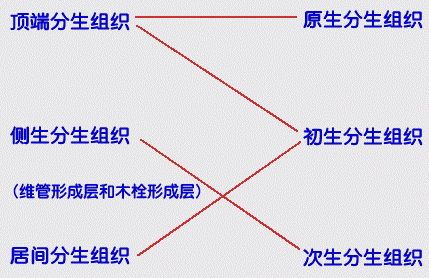 顶端分生组织
原生分生组织
侧生分生组织
初生分生组织
（维管形成层和木栓形成层）
居间分生组织
次生分生组织